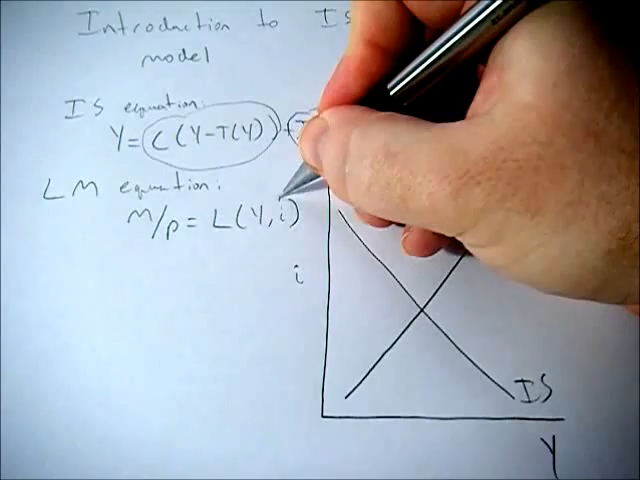 Introduction to IS
model
IS equation:
Y = C(Y-T(Y)) +
LM equation:
M/P = L(Y, i)
i
IS
Y